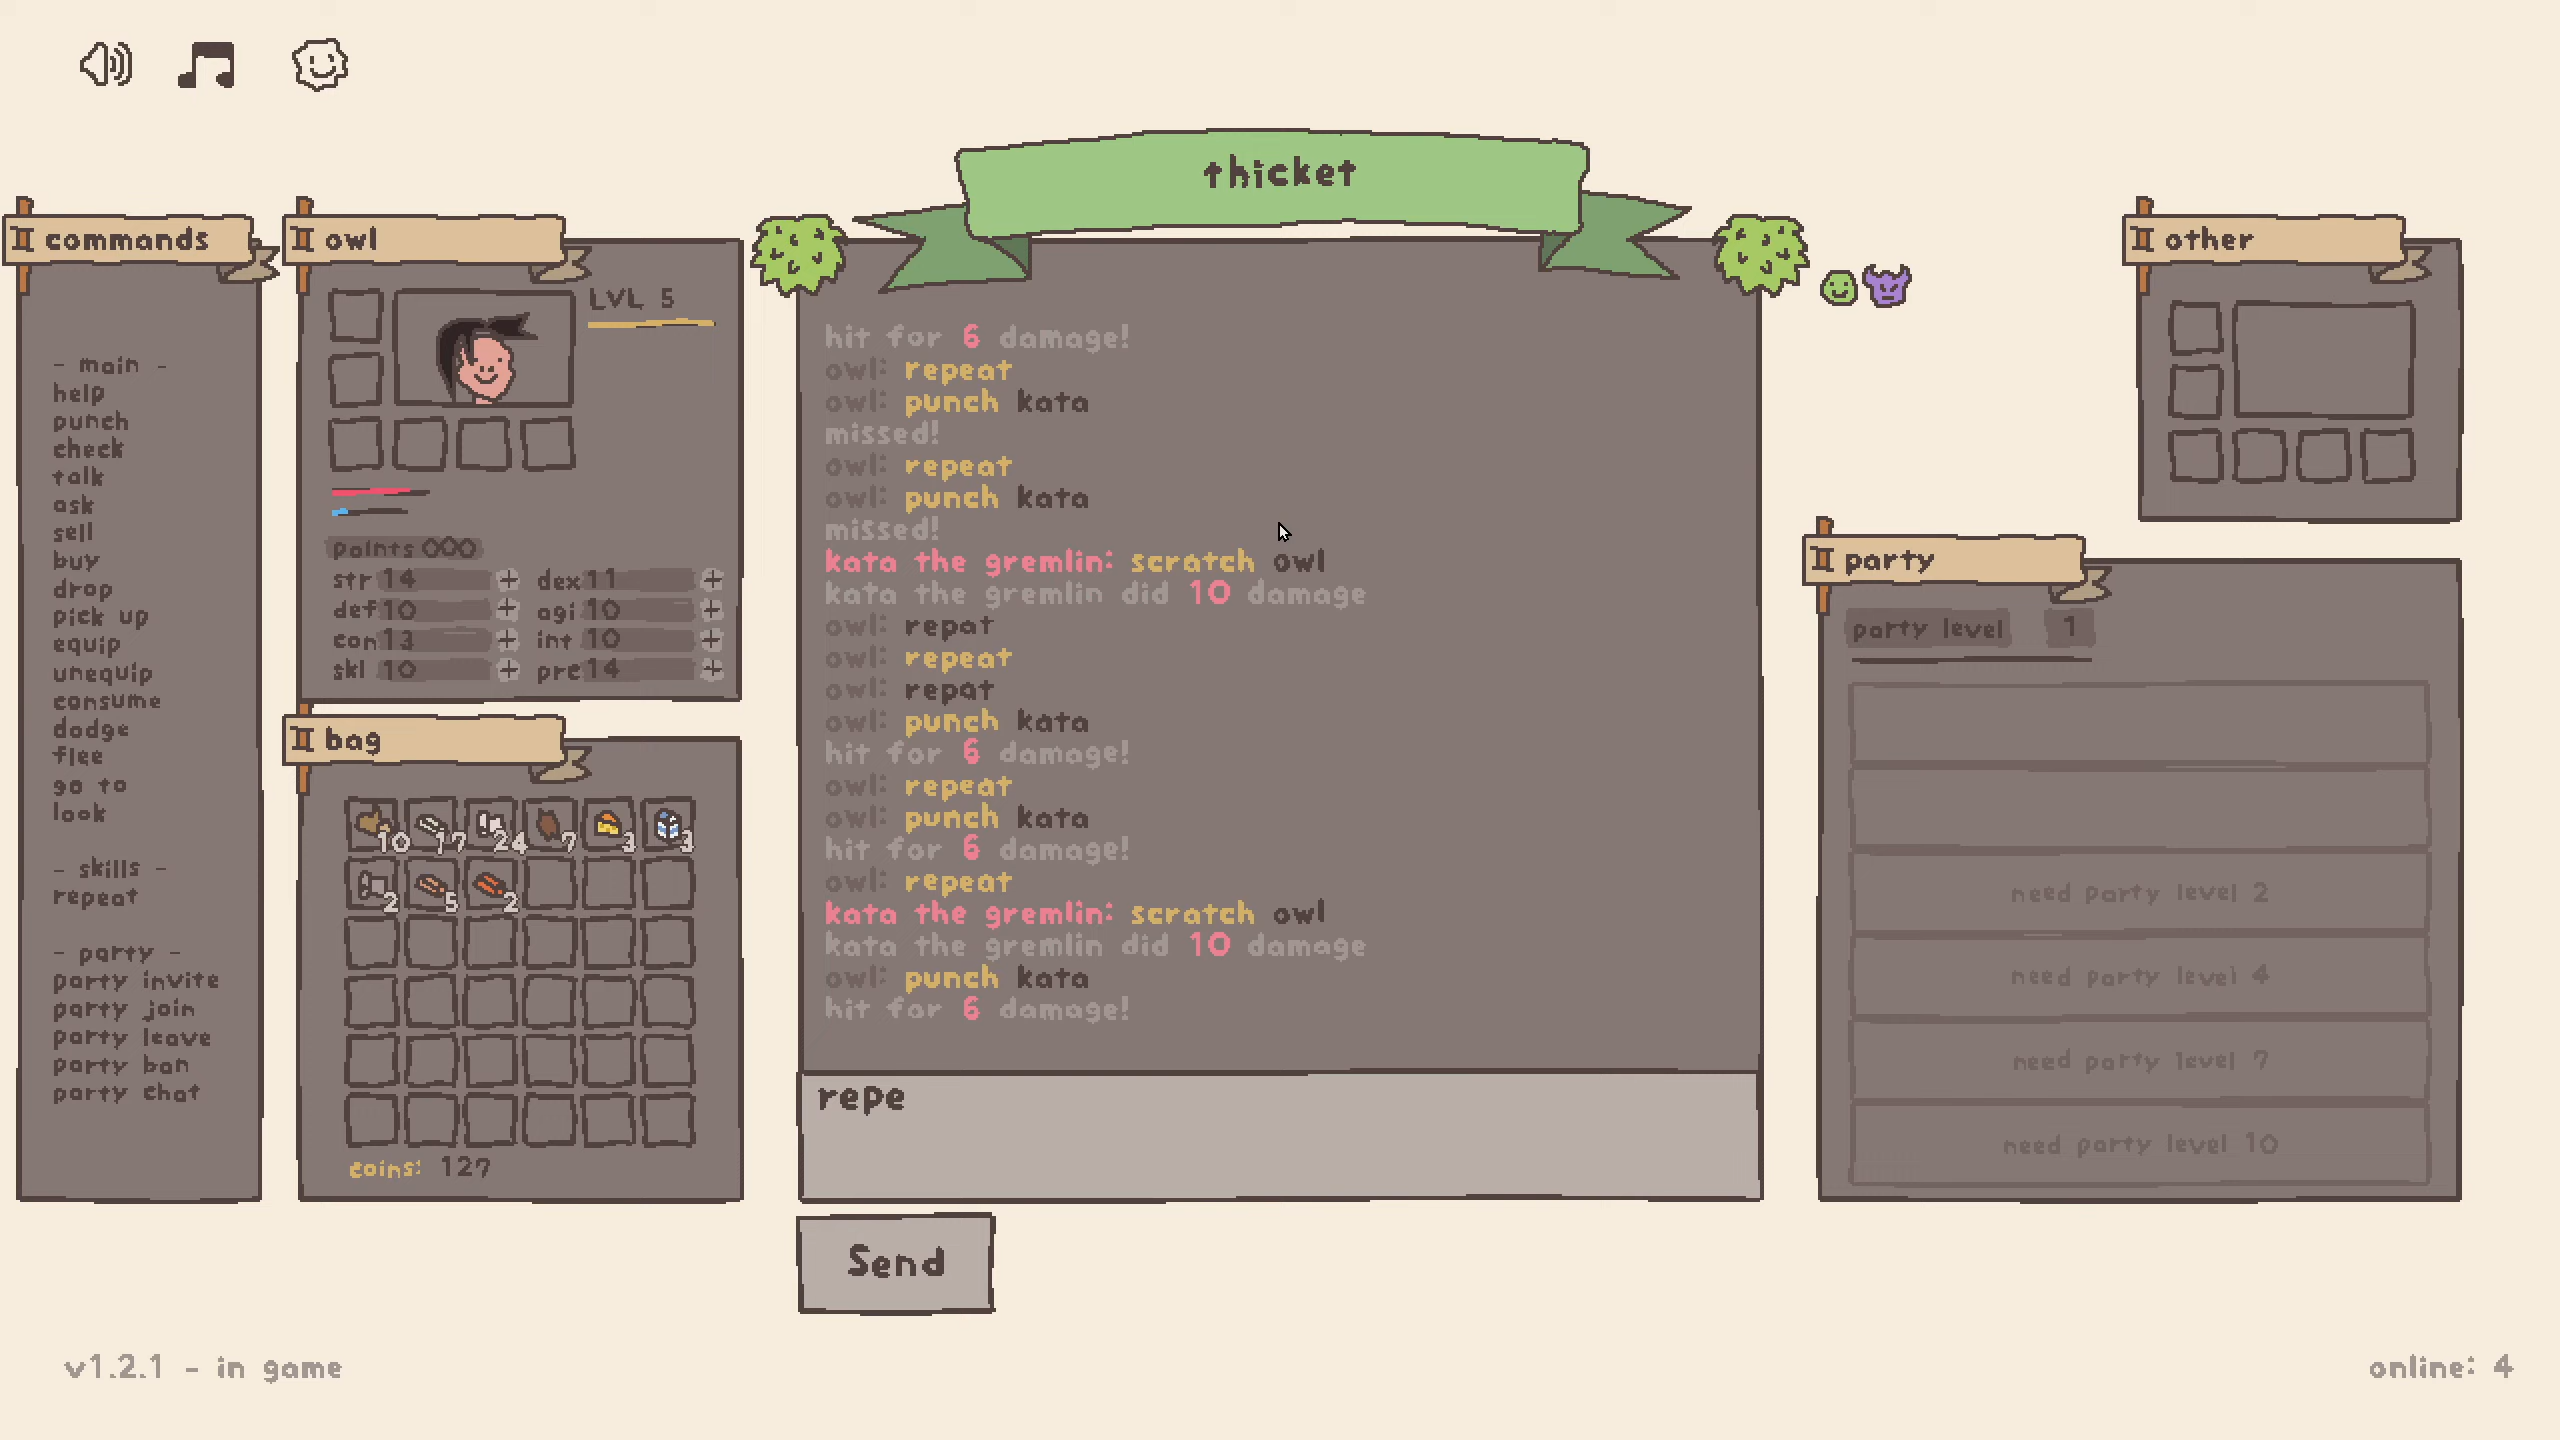 thicket
commands
- main -
help
punch
check
talk
ask
sell
buy
drop
pick up
equip
unequip
consume
dodge
flee
go to
look
- skills -
repeat
- party -
party invite
party join
party leave
party ban
party chat
owl
LVL 5
points 000
str 14 + dex 11 +
def 10 + agi 10 +
con 13 + int 10 +
skl 10 + pre 14 +
bag
10 17 24 7 3 3
2 5 2
coins: 127
hit for 6 damage!
owl: repeat
owl: punch kata
missed!
owl: repeat
owl: punch kata
missed!
kata the gremlin: scratch owl
kata the gremlin did 10 damage
owl: repat
owl: repeat
owl: repat
owl: punch kata
hit for 6 damage!
owl: repeat
owl: punch kata
hit for 6 damage!
owl: repeat
kata the gremlin: scratch owl
kata the gremlin did 10 damage
owl: punch kata
hit for 6 damage!
repe
Send
other
party
party level 1
need party level 2
need party level 4
need party level 7
need party level 10
v1.2.1 - in game
online: 4